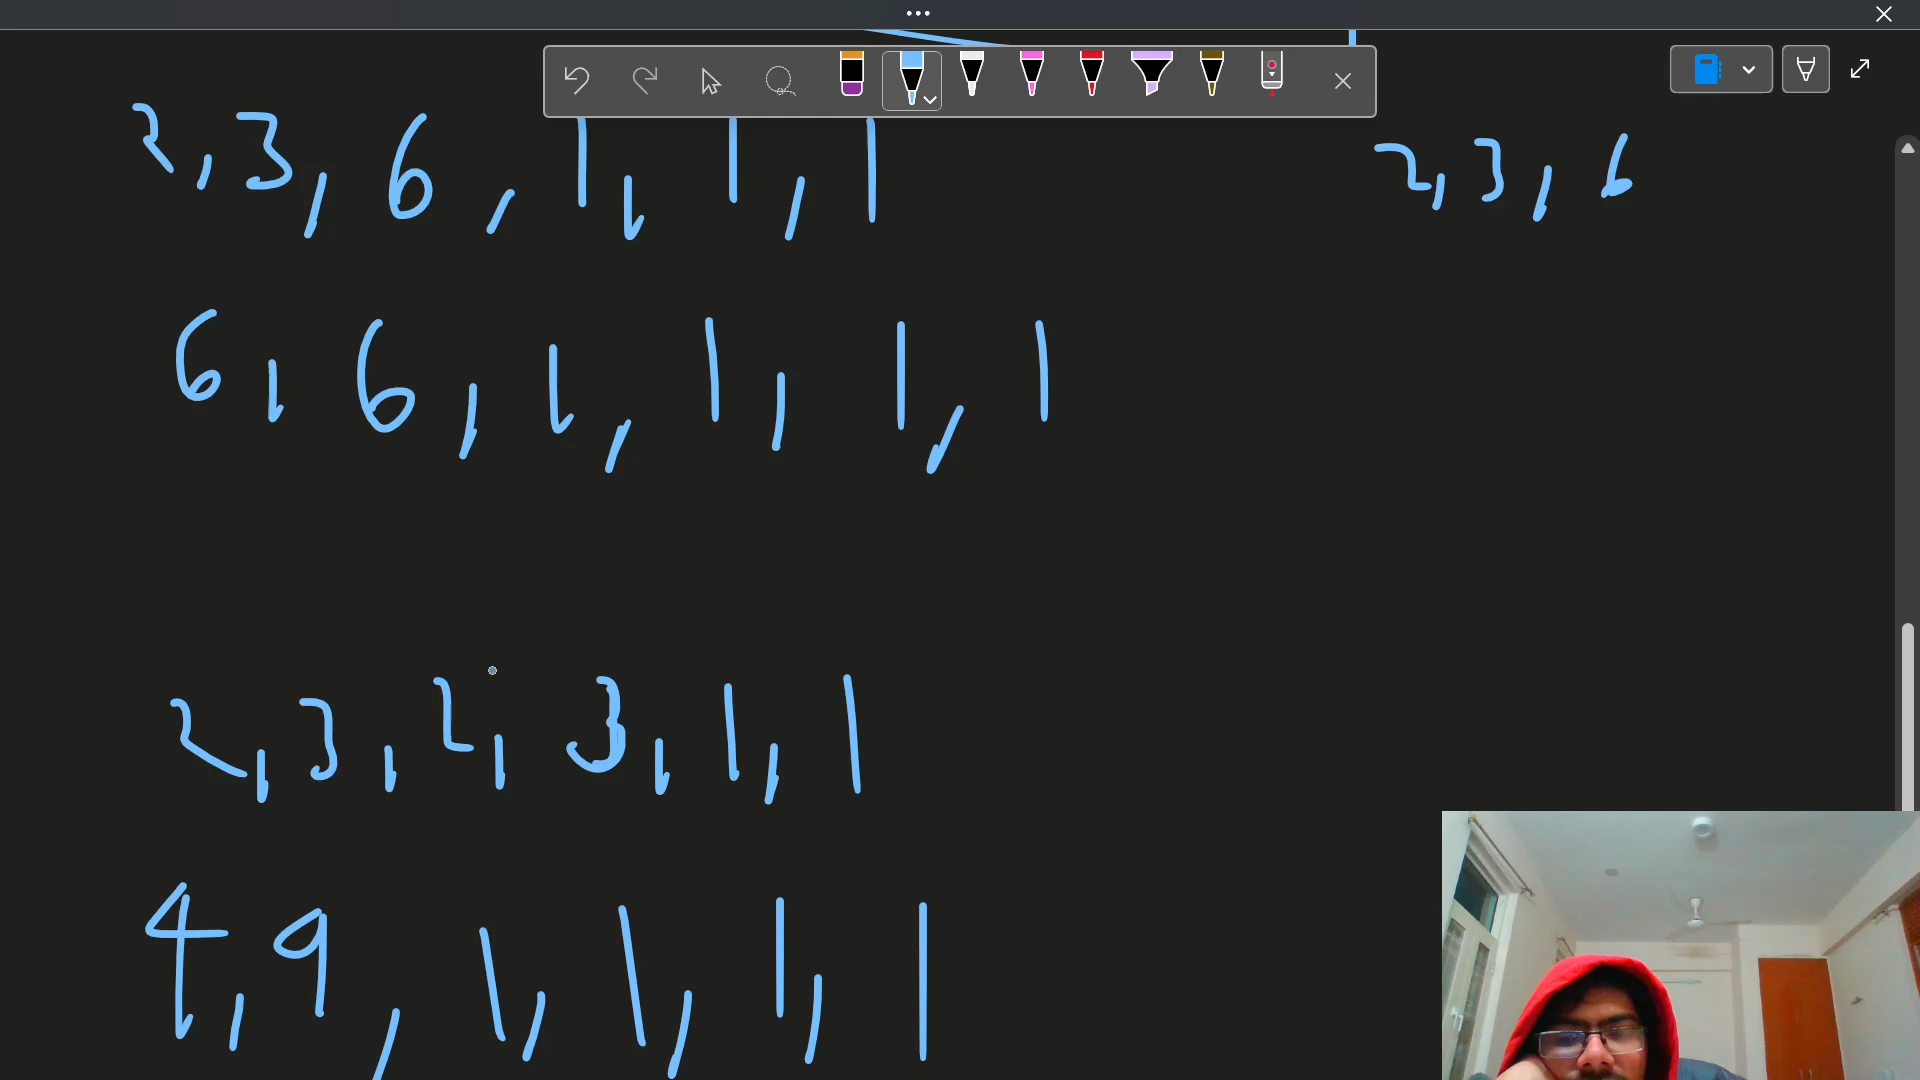 2, 3, 6, 1, 1, 1
2, 3, 6
6, 6, 1, 1, 1, 1
2, 3, 2, 3, 1, 1
4, 9, 1, 1, 1, 1